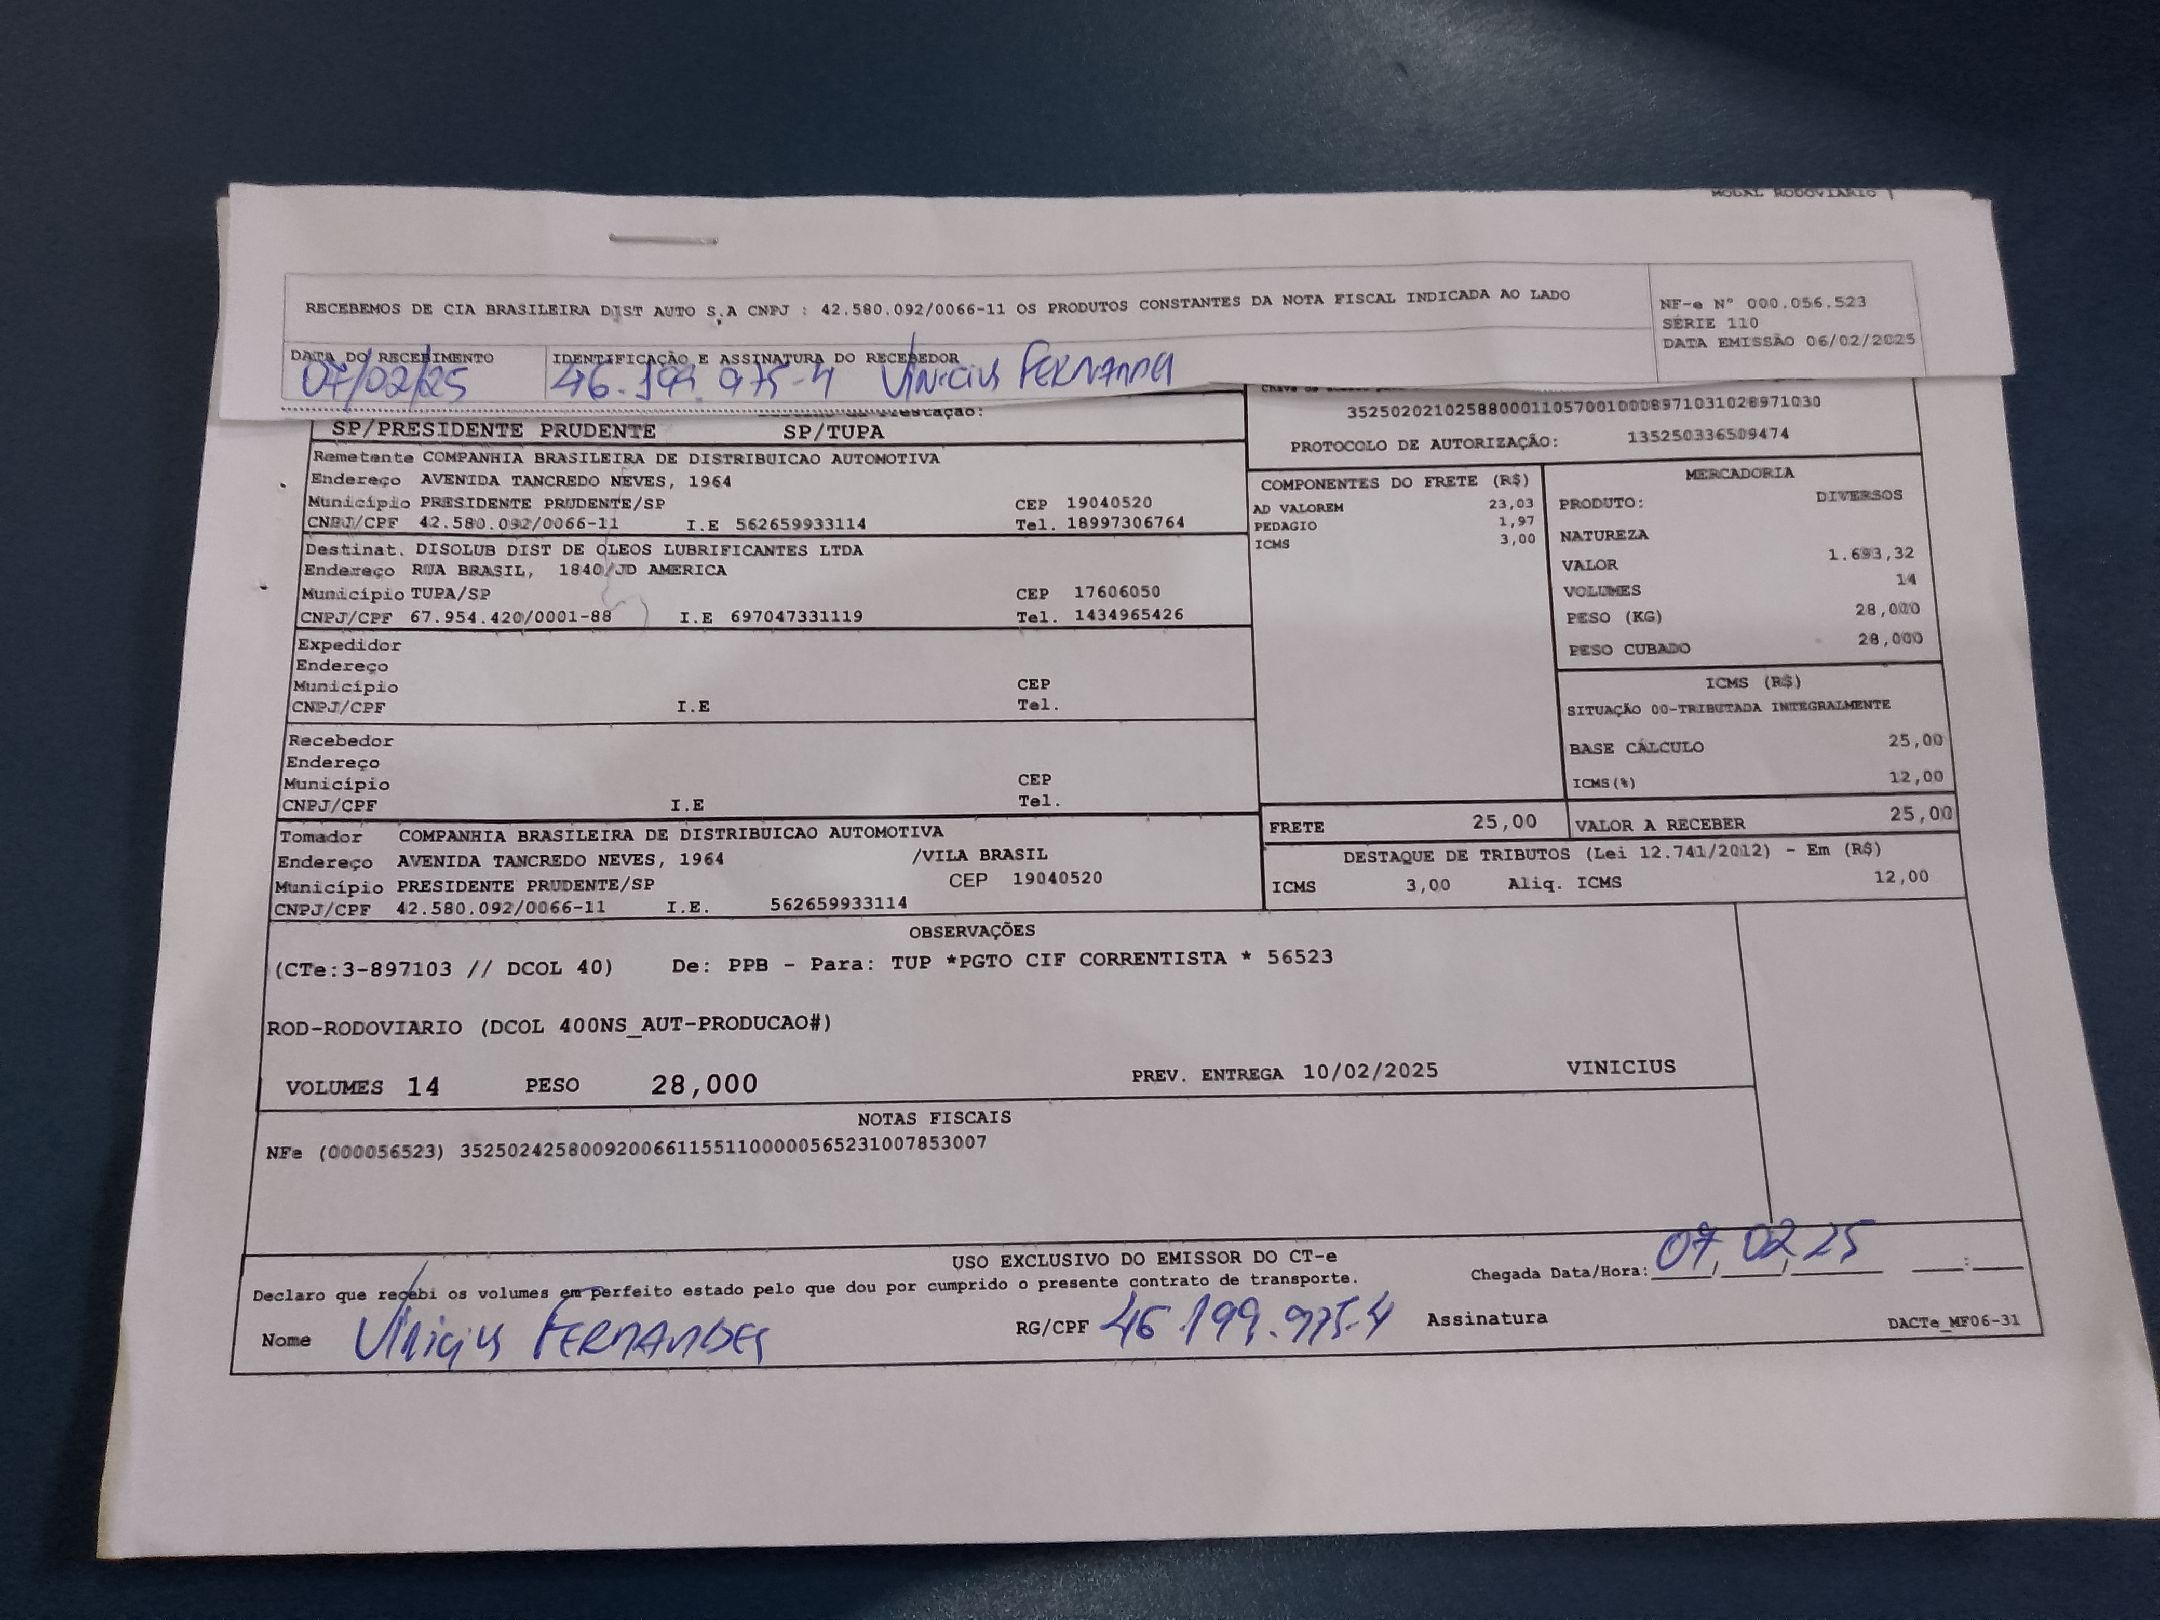 MODAL RODOVIARIO
RECEBEMOS DE CIA BRASILEIRA DIST AUTO S.A CNPJ : 42.580.092/0066-11 OS PRODUTOS CONSTANTES DA NOTA FISCAL INDICADA AO LADO
NF-e N° 000.056.523
SÉRIE 110
DATA EMISSÃO 06/02/2025
DATA DO RECEBIMENTO IDENTIFICAÇÃO E ASSINATURA DO RECEBEDOR
07/02/25 46.199.975-4 Vinicius FERNANDES
Prestação:
SP/PRESIDENTE PRUDENTE SP/TUPA
35250202102588000110570010008971031028971030
PROTOCOLO DE AUTORIZAÇÃO: 135250336509474
Remetente COMPANHIA BRASILEIRA DE DISTRIBUICAO AUTOMOTIVA
Endereço AVENIDA TANCREDO NEVES, 1964
Município PRESIDENTE PRUDENTE/SP CEP 19040520
CNPJ/CPF 42.580.092/0066-11 I.E 562659933114 Tel. 18997306764
Destinat. DISOLUB DIST DE OLEOS LUBRIFICANTES LTDA
Endereço RUA BRASIL, 1840/JD AMERICA
Município TUPA/SP CEP 17606050
CNPJ/CPF 67.954.420/0001-88 I.E 697047331119 Tel. 1434965426
Expedidor
Endereço
Município CEP
CNPJ/CPF I.E Tel.
Recebedor
Endereço
Município CEP
CNPJ/CPF I.E Tel.
Tomador COMPANHIA BRASILEIRA DE DISTRIBUICAO AUTOMOTIVA
Endereço AVENIDA TANCREDO NEVES, 1964 /VILA BRASIL
Município PRESIDENTE PRUDENTE/SP CEP 19040520
CNPJ/CPF 42.580.092/0066-11 I.E. 562659933114
COMPONENTES DO FRETE (R$)
AD VALOREM 23,03
PEDAGIO 1,97
ICMS 3,00
MERCADORIA
PRODUTO: DIVERSOS
NATUREZA
VALOR 1.693,32
VOLUMES 14
PESO (KG) 28,000
PESO CUBADO 28,000
ICMS (R$)
SITUAÇÃO 00-TRIBUTADA INTEGRALMENTE
BASE CÁLCULO 25,00
ICMS(%) 12,00
FRETE 25,00 VALOR A RECEBER 25,00
DESTAQUE DE TRIBUTOS (Lei 12.741/2012) - Em (R$)
ICMS 3,00 Aliq. ICMS 12,00
OBSERVAÇÕES
(CTe:3-897103 // DCOL 40) De: PPB - Para: TUP *PGTO CIF CORRENTISTA * 56523
ROD-RODOVIARIO (DCOL 400NS_AUT-PRODUCAO#)
VOLUMES 14 PESO 28,000 PREV. ENTREGA 10/02/2025 VINICIUS
NOTAS FISCAIS
NFe (000056523) 35250242580092006611551100000565231007853007
USO EXCLUSIVO DO EMISSOR DO CT-e
Declaro que recebi os volumes em perfeito estado pelo que dou por cumprido o presente contrato de transporte.
Chegada Data/Hora: 07/02/25 :
Nome Vinicius FERNANDES RG/CPF 46.199.975-4 Assinatura
DACTe_MF06-31